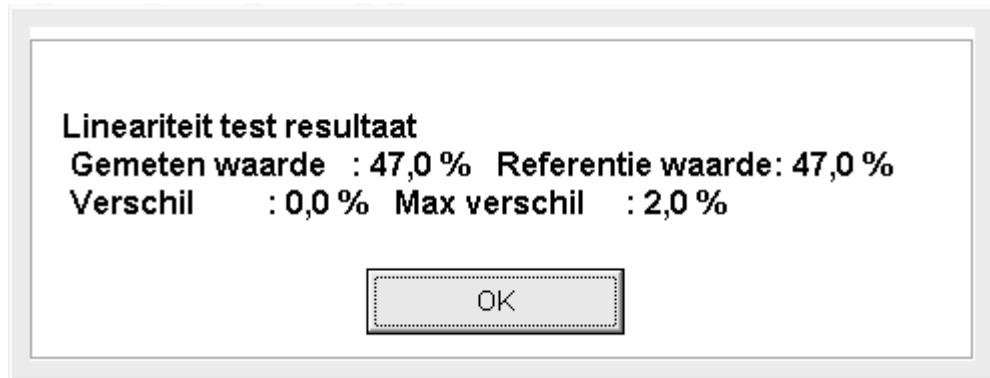 Lineariteit test resultaat
Gemeten waarde : 47,0 % Referentie waarde: 47,0 %
Verschil : 0,0 % Max verschil : 2,0 %
OK